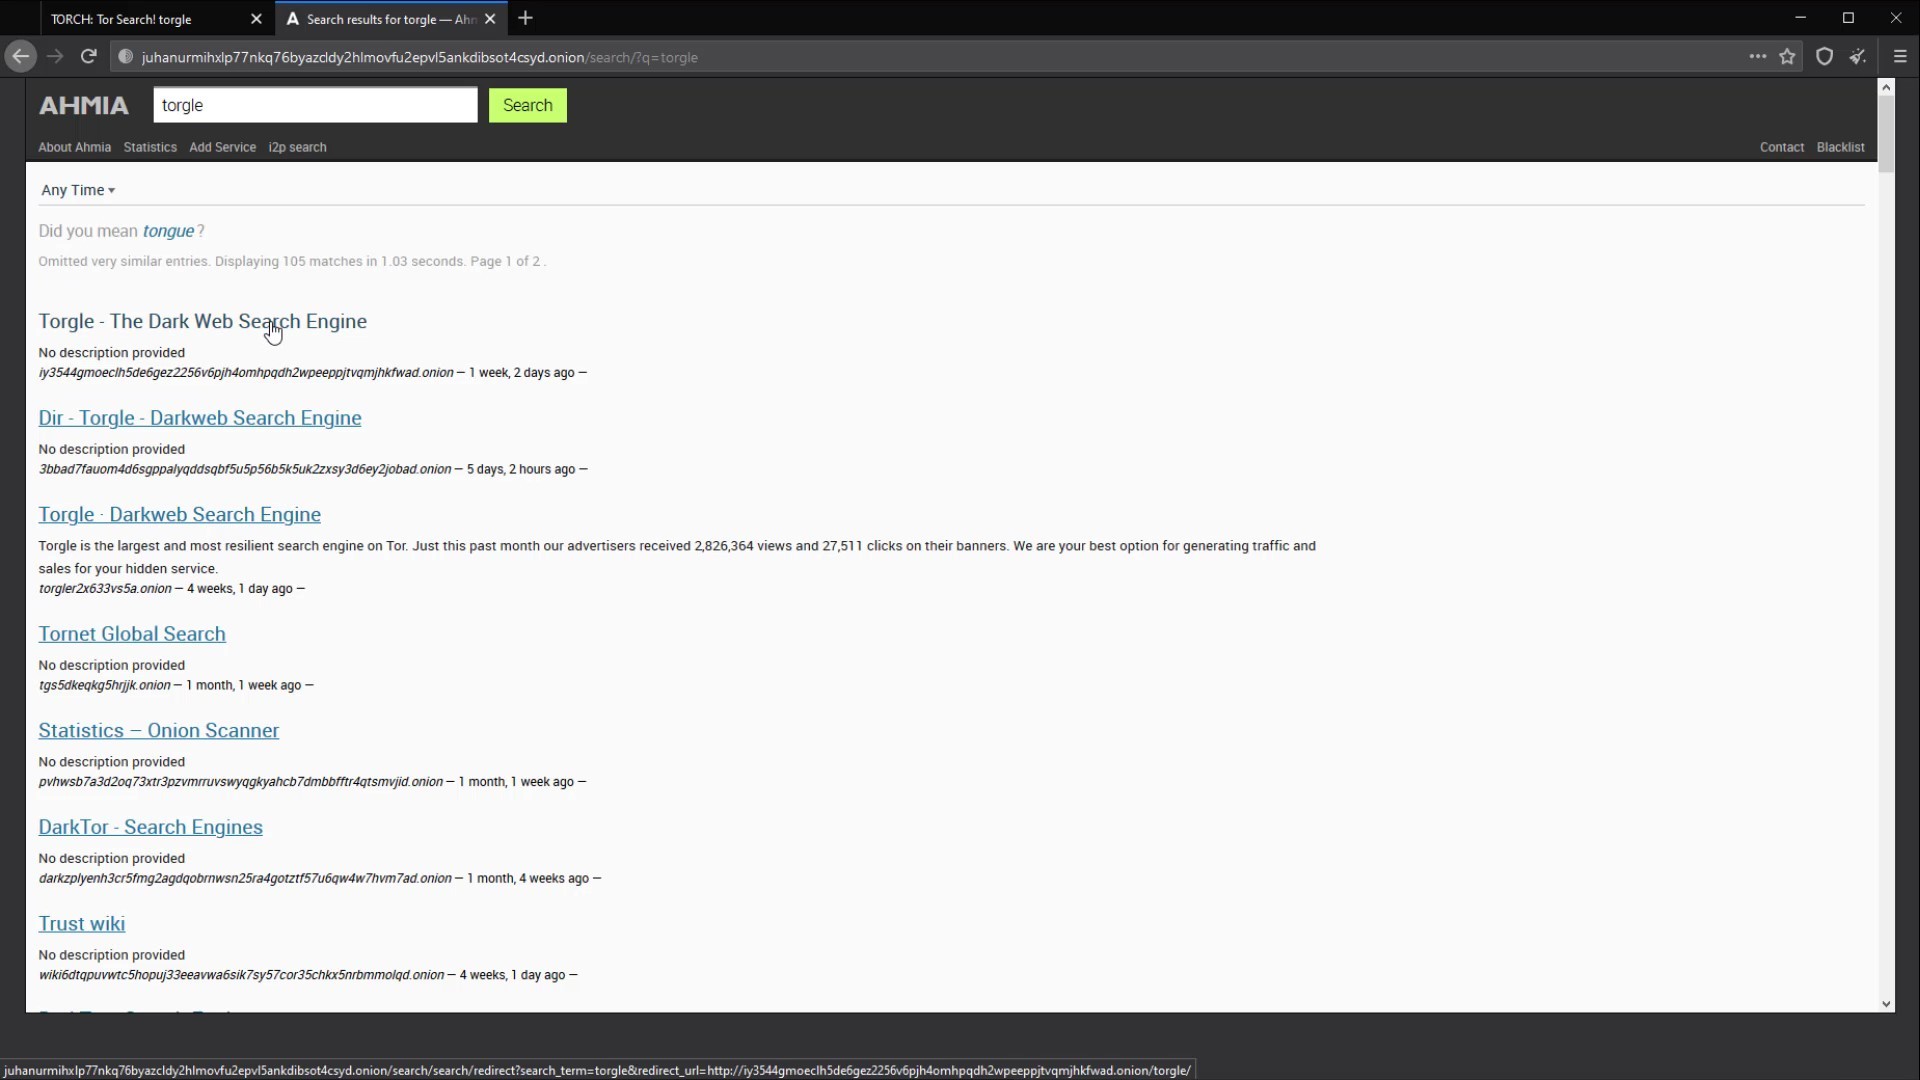 TORCH: Tor Search! torgle
A Search results for torgle — Ahm
juhanurmihxlp77nkq76byazcldy2hlmovfu2epvl5ankdibsot4csyd.onion/search/?q=torgle
AHMIA
torgle
Search
About Ahmia Statistics Add Service i2p search
Contact Blacklist
Any Time
Did you mean tongue ?
Omitted very similar entries. Displaying 105 matches in 1.03 seconds. Page 1 of 2 .
Torgle - The Dark Web Search Engine
No description provided
iy3544gmoeclh5de6gez2256v6pjh4omhpqdh2wpeeppjtvqmjhkfwad.onion — 1 week, 2 days ago —
Dir - Torgle - Darkweb Search Engine
No description provided
3bbad7fauom4d6sgppalyqddsqbf5u5p56b5k5uk2zxsy3d6ey2jobad.onion — 5 days, 2 hours ago —
Torgle · Darkweb Search Engine
Torgle is the largest and most resilient search engine on Tor. Just this past month our advertisers received 2,826,364 views and 27,511 clicks on their banners. We are your best option for generating traffic and
sales for your hidden service.
torgler2x633vs5a.onion — 4 weeks, 1 day ago —
Tornet Global Search
No description provided
tgs5dkeqkg5hrjjk.onion — 1 month, 1 week ago —
Statistics – Onion Scanner
No description provided
pvhwsb7a3d2oq73xtr3pzvmrruvswyqgkyahcb7dmbbfftr4qtsmvjid.onion — 1 month, 1 week ago —
DarkTor - Search Engines
No description provided
darkzplyenh3cr5fmg2agdqobrnwsn25ra4gotztf57u6qw4w7hvm7ad.onion — 1 month, 4 weeks ago —
Trust wiki
No description provided
wiki6dtqpuvwtc5hopuj33eeavwa6sik7sy57cor35chkx5nrbmmolqd.onion — 4 weeks, 1 day ago —
juhanurmihxlp77nkq76byazcldy2hlmovfu2epvl5ankdibsot4csyd.onion/search/search/redirect?search_term=torgle&redirect_url=http://iy3544gmoeclh5de6gez2256v6pjh4omhpqdh2wpeeppjtvqmjhkfwad.onion/torgle/